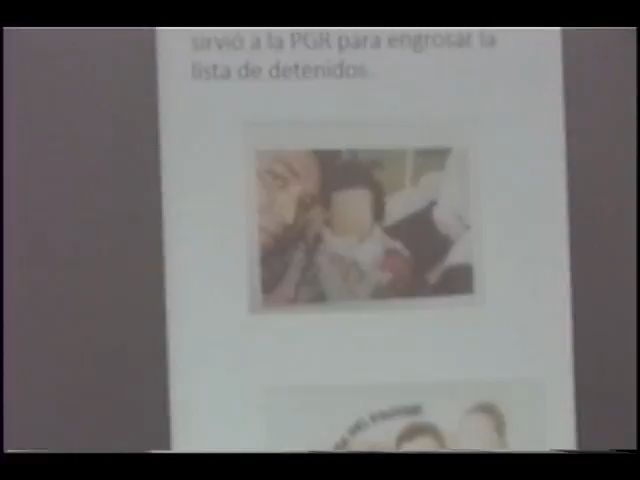 sirvió a la PGR para engrosar la
lista de detenidos.